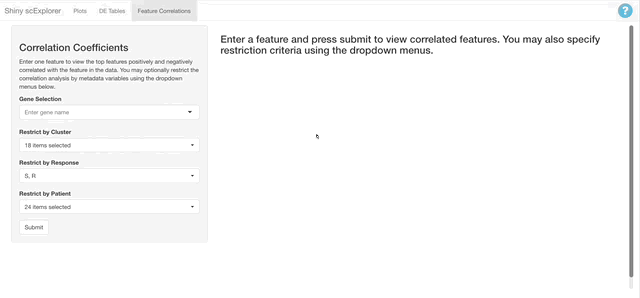 Shiny scExplorer Plots DE Tables Feature Correlations ?
Correlation Coefficients
Enter one feature to view the top features positively and negatively
correlated with the feature in the data. You may optionally restrict the
correlation analysis by metadata variables using the dropdown
menus below.
Gene Selection
Enter gene name
Restrict by Cluster
18 items selected
Restrict by Response
S, R
Restrict by Patient
24 items selected
Submit
Enter a feature and press submit to view correlated features. You may also specify
restriction criteria using the dropdown menus.